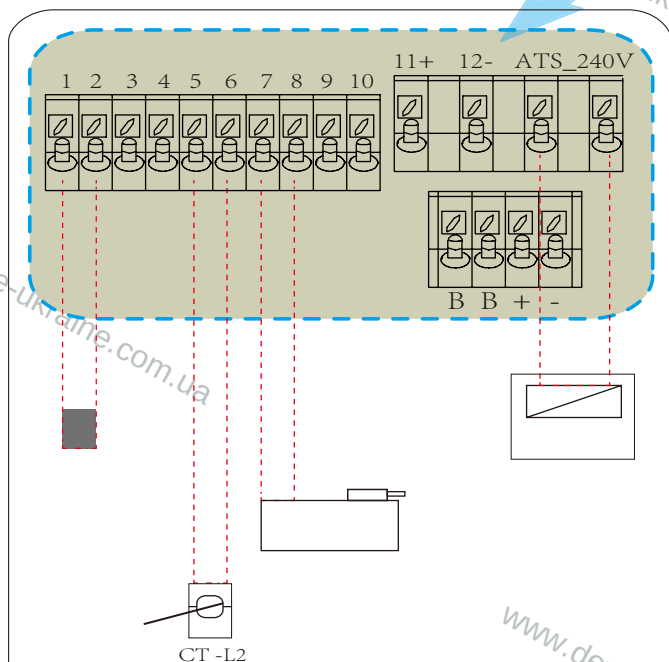 11+ 12- ATS_240V
1 2 3 4 5 6 7 8 9 10
B B + -
e-ukraine.com.ua
CT -L2
www.de